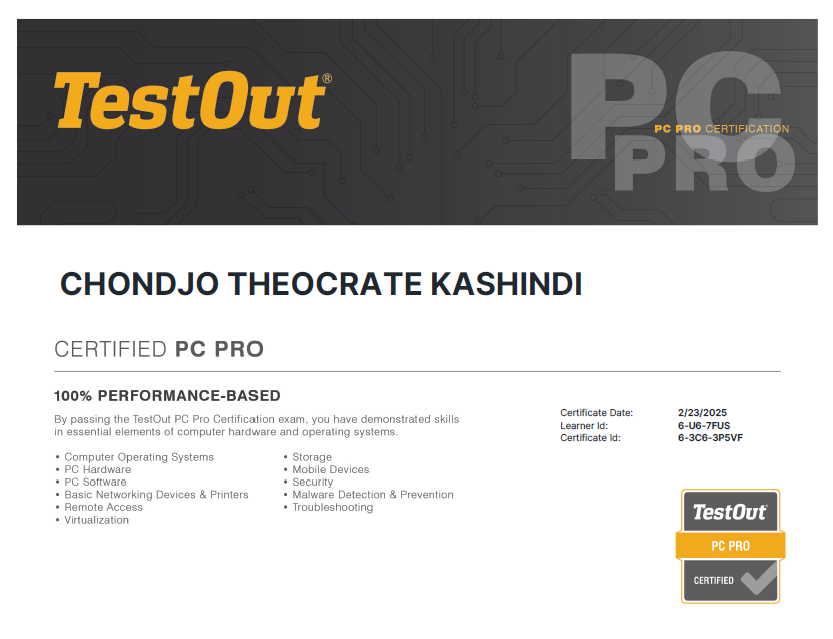 TestOut®
PC
PRO
PC PRO CERTIFICATION
CHONDJO THEOCRATE KASHINDI
CERTIFIED PC PRO
100% PERFORMANCE-BASED
By passing the TestOut PC Pro Certification exam, you have demonstrated skills
in essential elements of computer hardware and operating systems.
• Computer Operating Systems
• PC Hardware
• PC Software
• Basic Networking Devices & Printers
• Remote Access
• Virtualization
• Storage
• Mobile Devices
• Security
• Malware Detection & Prevention
• Troubleshooting
Certificate Date: 2/23/2025
Learner Id: 6-U6-7FUS
Certificate Id: 6-3C6-3P5VF
TestOut
PC PRO
CERTIFIED